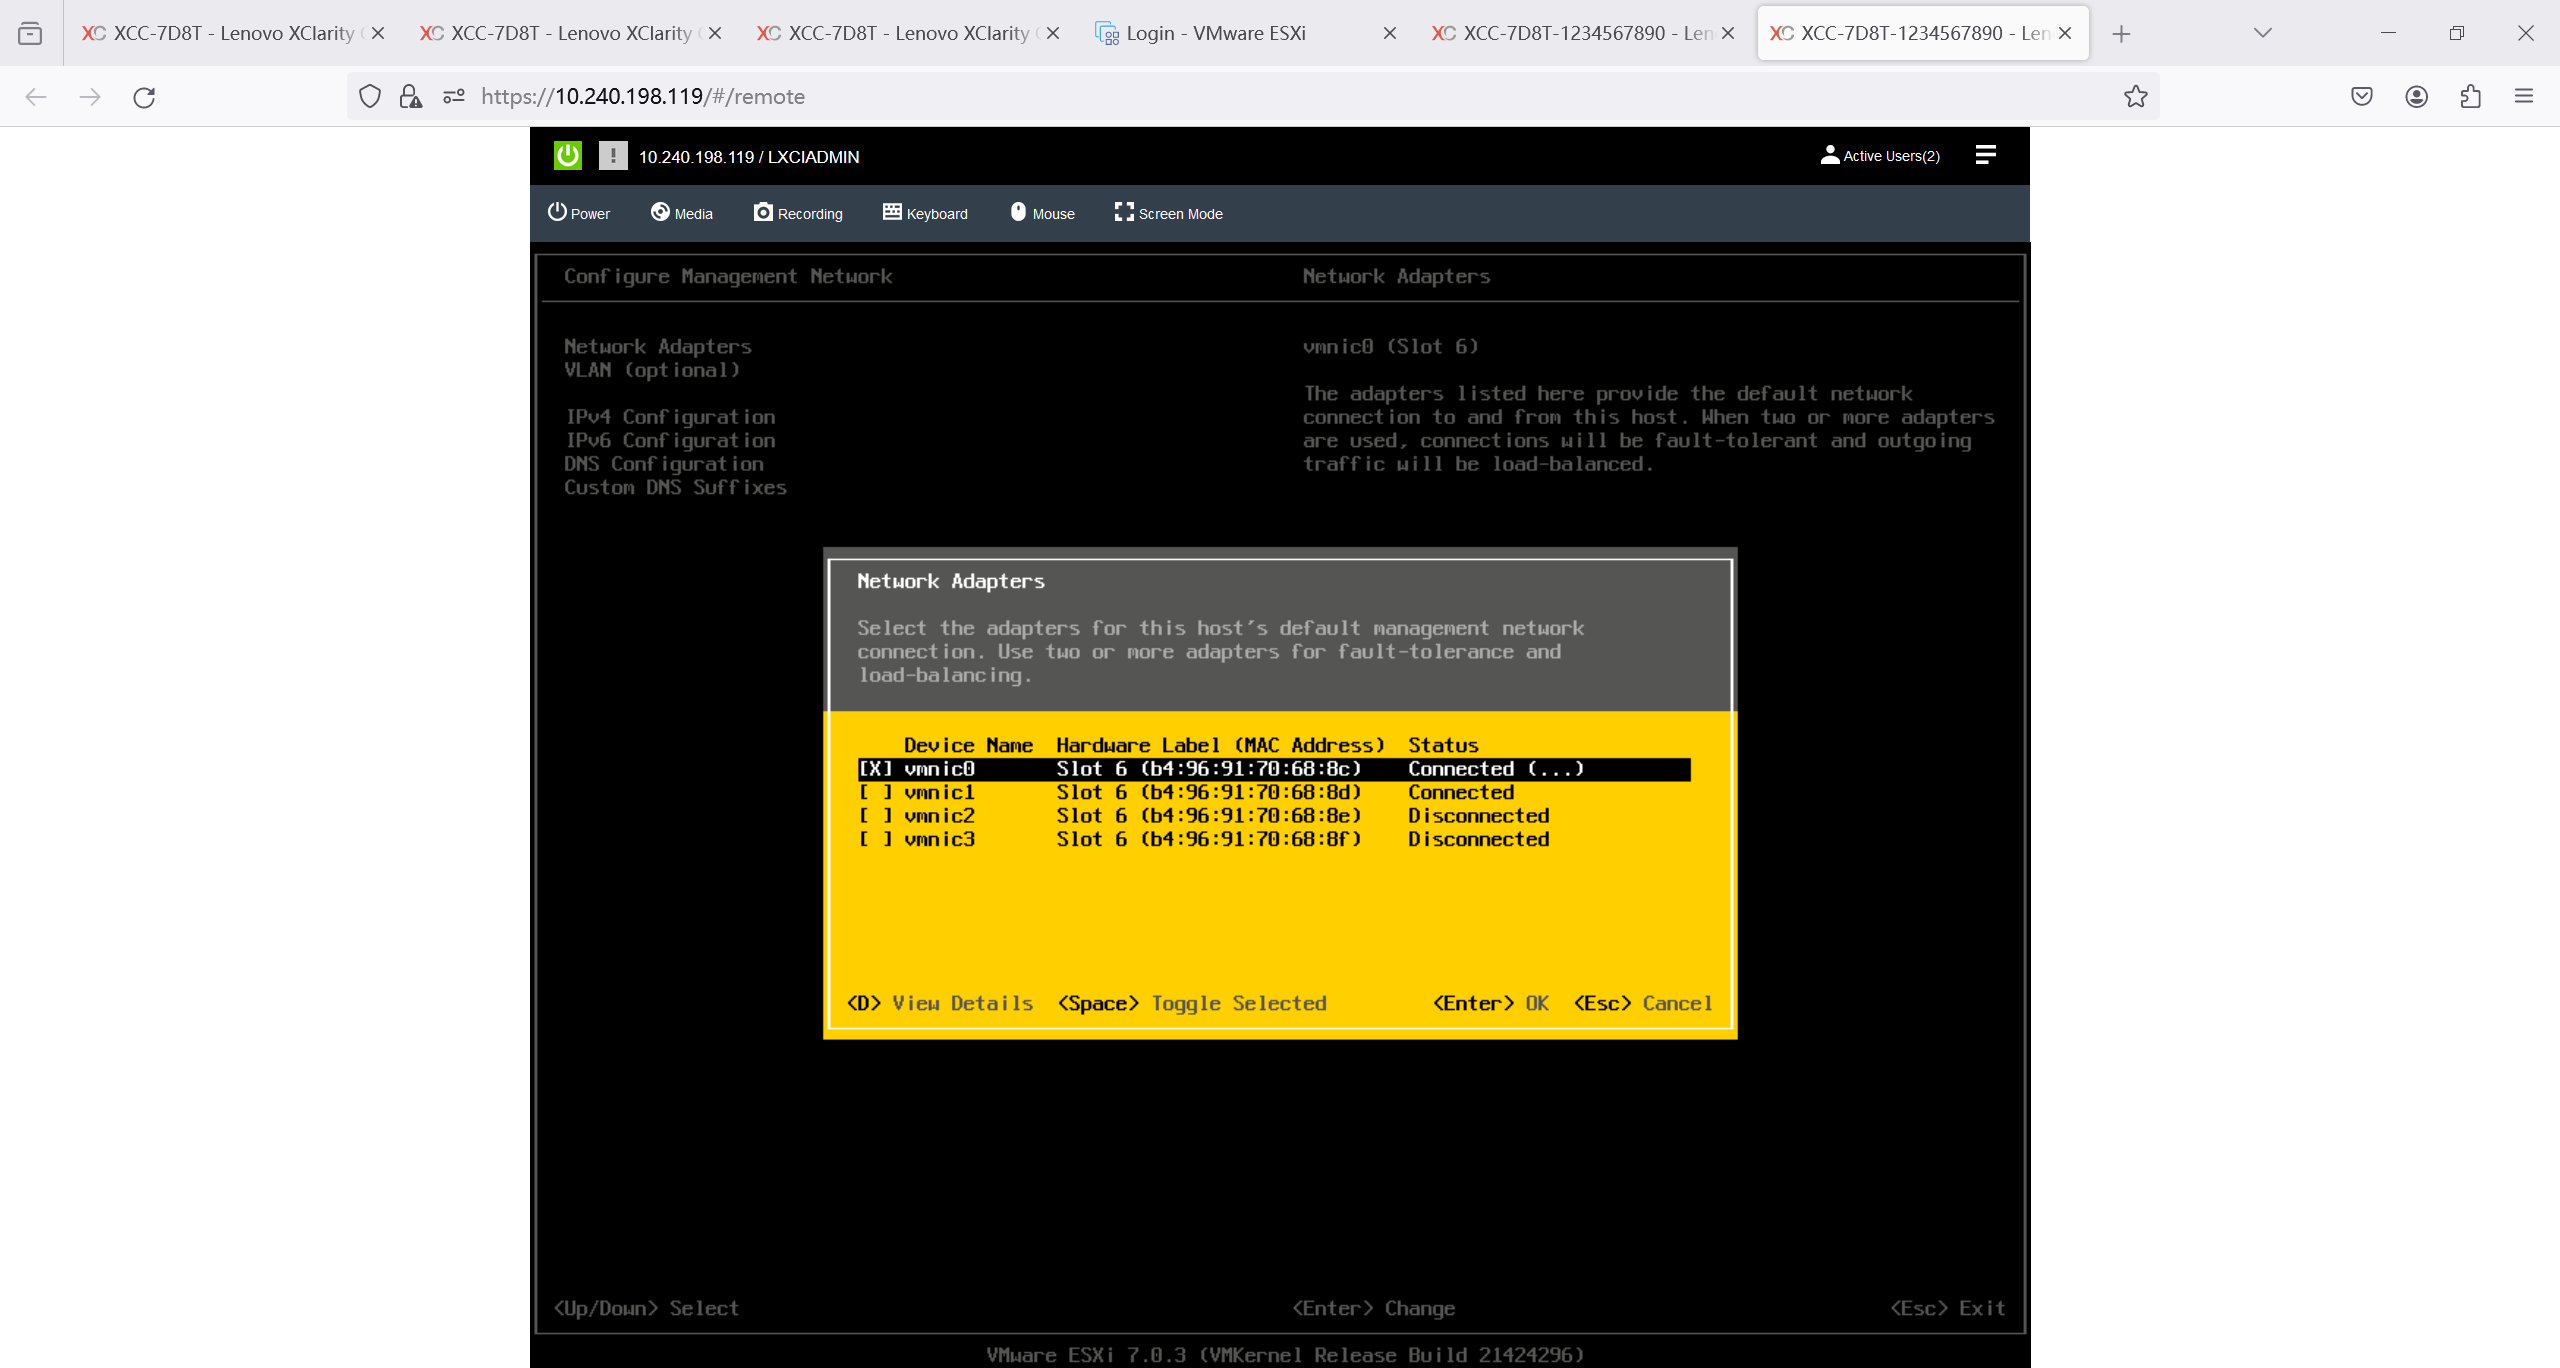 XCC-7D8T - Lenovo XClarity
XCC-7D8T - Lenovo XClarity
XCC-7D8T - Lenovo XClarity
Login - VMware ESXi
XCC-7D8T-1234567890 - Len
XCC-7D8T-1234567890 - Len
https://10.240.198.119/#/remote
10.240.198.119 / LXCIADMIN
Active Users(2)
Power
Media
Recording
Keyboard
Mouse
Screen Mode
Configure Management Network
Network Adapters
Network Adapters
VLAN (optional)
IPv4 Configuration
IPv6 Configuration
DNS Configuration
Custom DNS Suffixes
vmnic0 (Slot 6)
The adapters listed here provide the default network
connection to and from this host. When two or more adapters
are used, connections will be fault-tolerant and outgoing
traffic will be load-balanced.
Network Adapters
Select the adapters for this host's default management network
connection. Use two or more adapters for fault-tolerance and
load-balancing.
Device Name Hardware Label (MAC Address) Status
[X] vmnic0 Slot 6 (b4:96:91:70:68:8c) Connected (...)
[ ] vmnic1 Slot 6 (b4:96:91:70:68:8d) Connected
[ ] vmnic2 Slot 6 (b4:96:91:70:68:8e) Disconnected
[ ] vmnic3 Slot 6 (b4:96:91:70:68:8f) Disconnected
<D> View Details <Space> Toggle Selected <Enter> OK <Esc> Cancel
<Up/Down> Select <Enter> Change <Esc> Exit
VMware ESXi 7.0.3 (VMKernel Release Build 21424296)